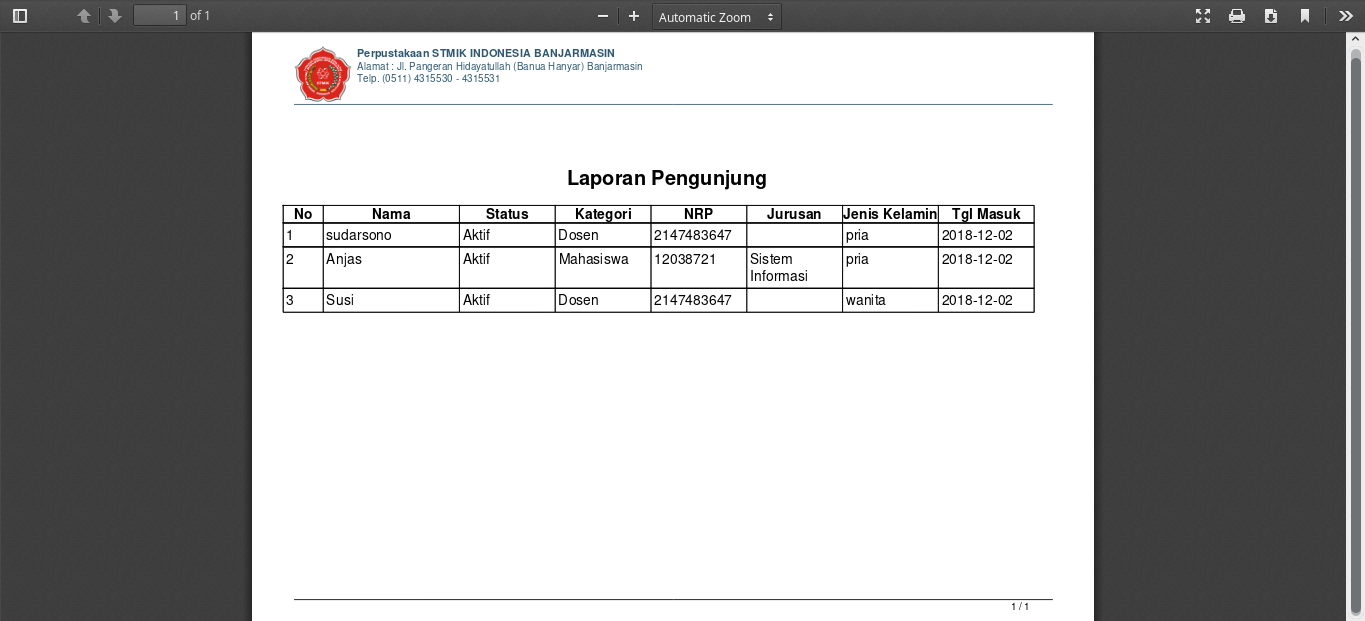 1 of 1 Automatic Zoom
Perpustakaan STMIK INDONESIA BANJARMASIN
Alamat : Jl. Pangeran Hidayatullah (Banua Hanyar) Banjarmasin
Telp. (0511) 4315530 - 4315531
STMIK
Laporan Pengunjung
No Nama Status Kategori NRP Jurusan Jenis Kelamin Tgl Masuk
1 sudarsono Aktif Dosen 2147483647 pria 2018-12-02
2 Anjas Aktif Mahasiswa 12038721 Sistem pria 2018-12-02
Informasi
3 Susi Aktif Dosen 2147483647 wanita 2018-12-02
1 / 1